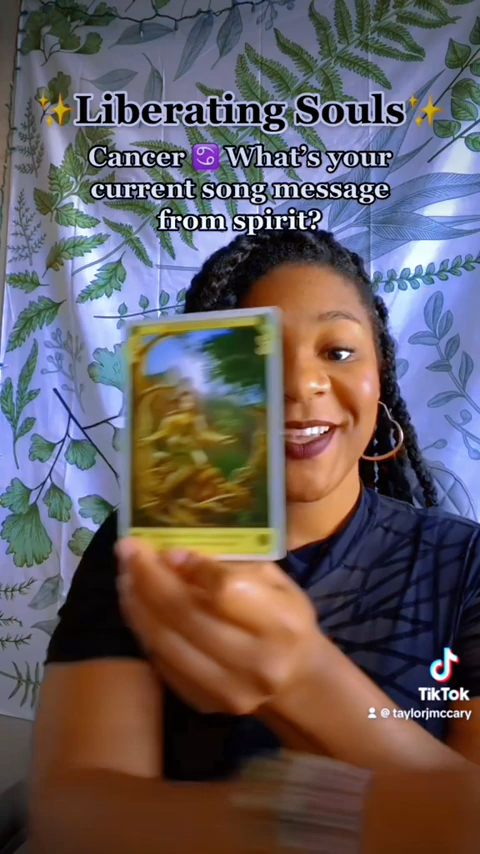 ✨Liberating Souls✨
Cancer ♋ What's your
current song message
from spirit?
TikTok
@taylorjmccary